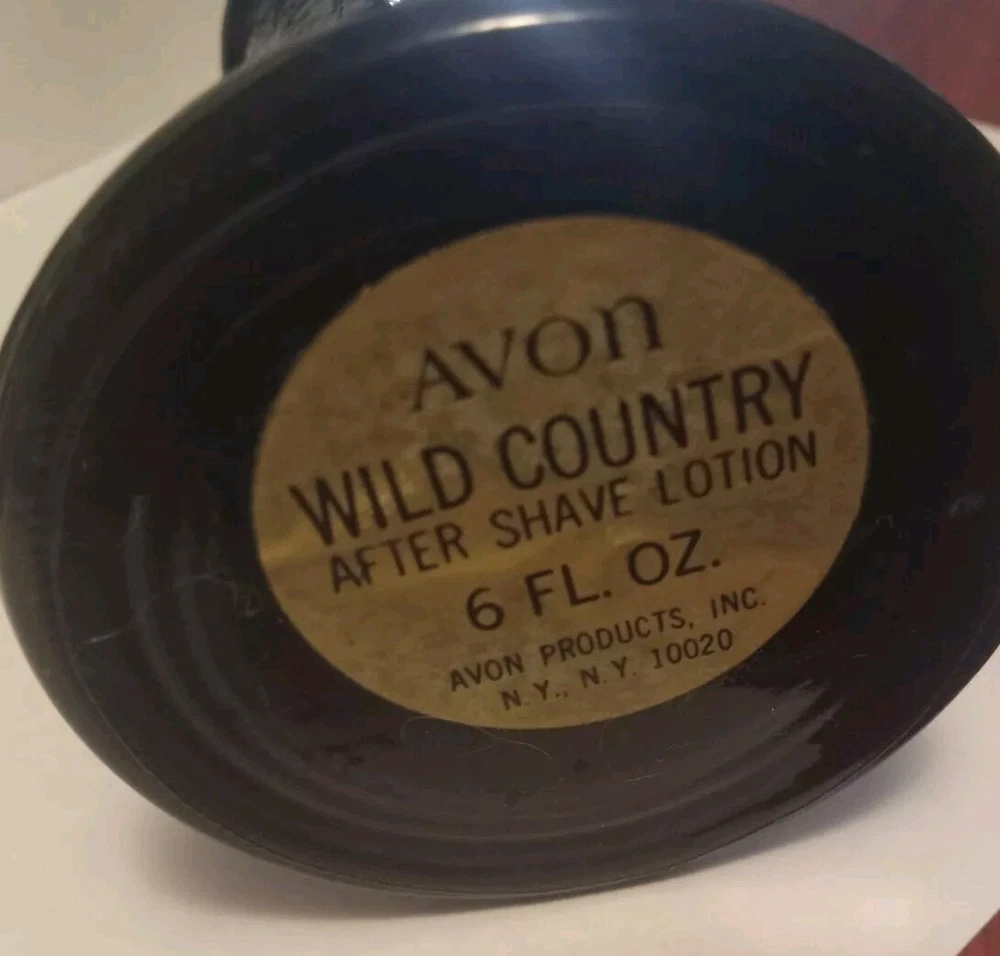 AVON
WILD COUNTRY
AFTER SHAVE LOTION
6 FL. OZ.
AVON PRODUCTS, INC.
N.Y., N.Y. 10020